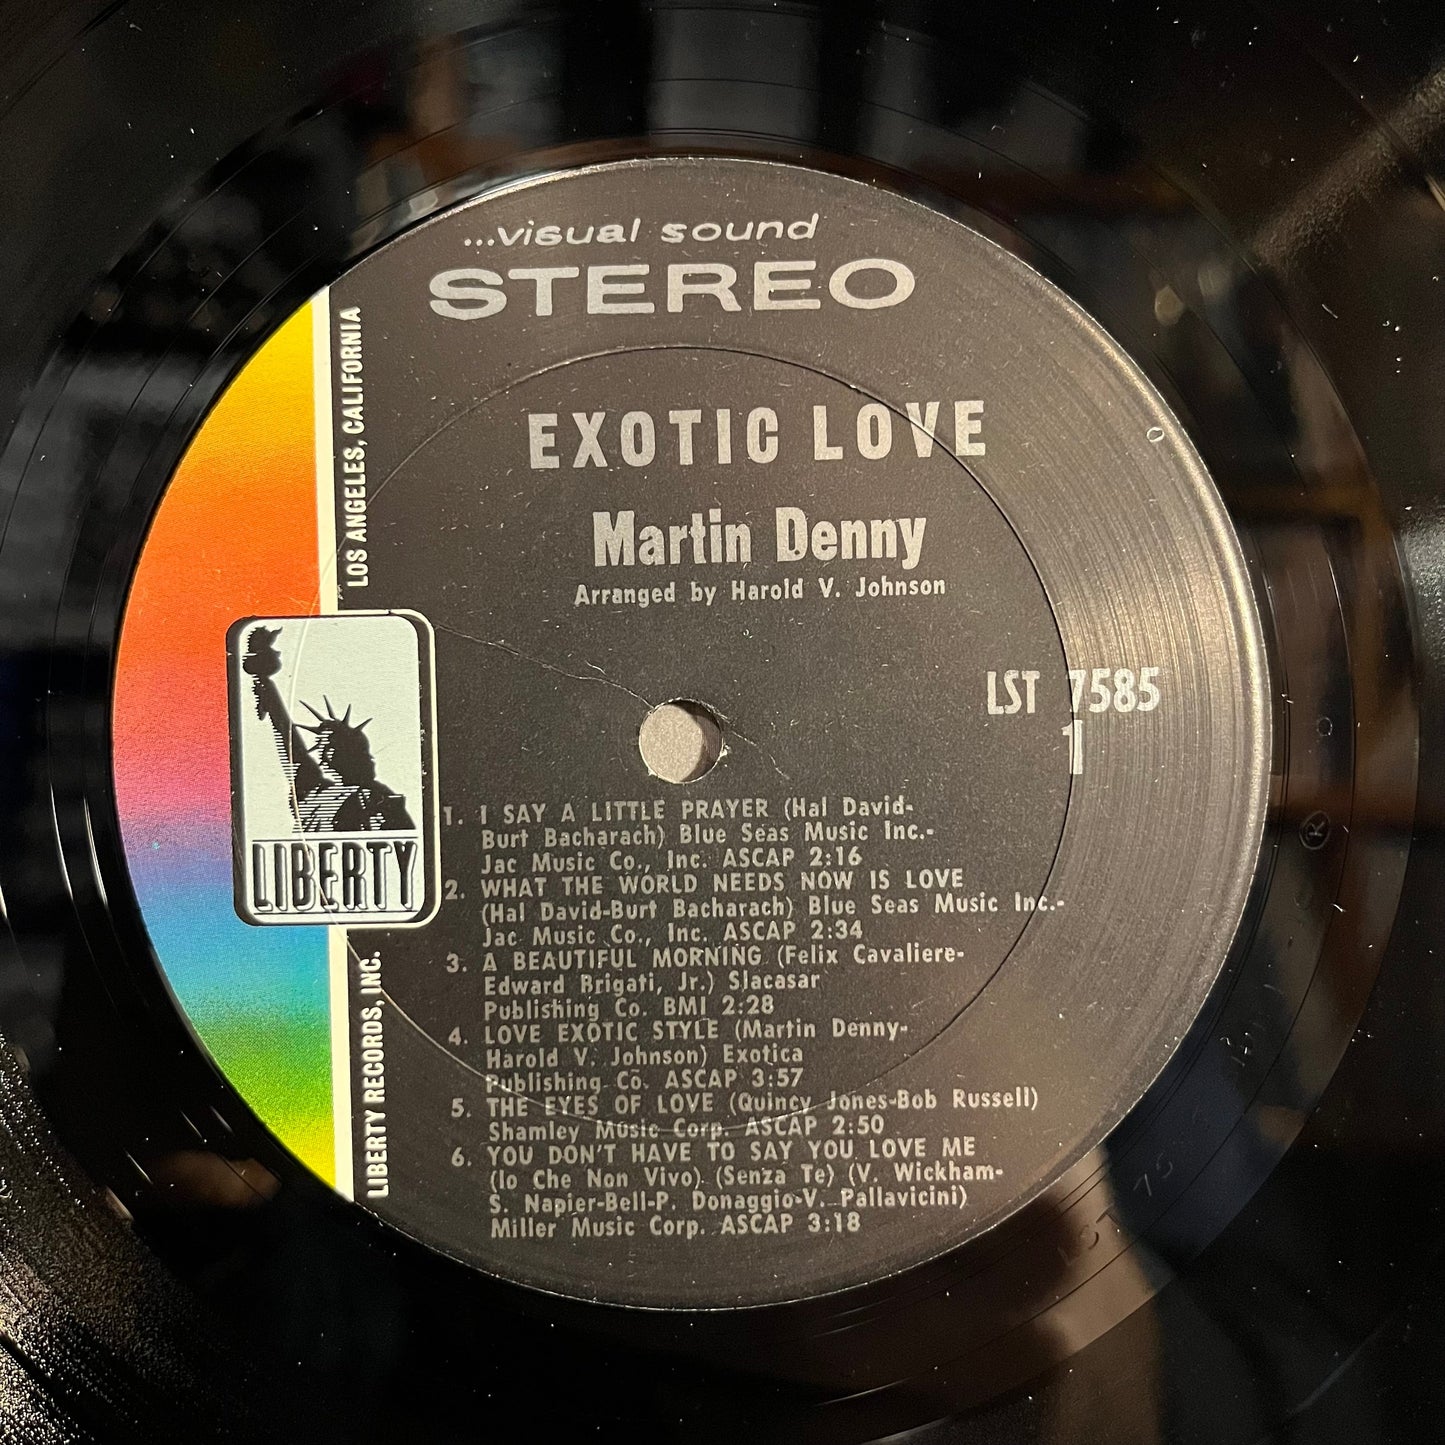 ...visual sound
STEREO
EXOTIC LOVE
Martin Denny
Arranged by Harold V. Johnson
LST 7585
1
LOS ANGELES, CALIFORNIA
LIBERTY
LIBERTY RECORDS, INC.
1. I SAY A LITTLE PRAYER (Hal David-
Burt Bacharach) Blue Seas Music Inc.-
Jac Music Co., Inc. ASCAP 2:16
2. WHAT THE WORLD NEEDS NOW IS LOVE
(Hal David-Burt Bacharach) Blue Seas Music Inc.-
Jac Music Co., Inc. ASCAP 2:34
3. A BEAUTIFUL MORNING (Felix Cavaliere-
Edward Brigati, Jr.) Slacasar
Publishing Co. BMI 2:28
4. LOVE EXOTIC STYLE (Martin Denny-
Harold V. Johnson) Exotica
Publishing Co. ASCAP 3:57
5. THE EYES OF LOVE (Quincy Jones-Bob Russell)
Shamley Music Corp. ASCAP 2:50
6. YOU DON'T HAVE TO SAY YOU LOVE ME
(Io Che Non Vivo) (Senza Te) (V. Wickham-
S. Napier-Bell-P. Donaggio-V. Pallavicini)
Miller Music Corp. ASCAP 3:18